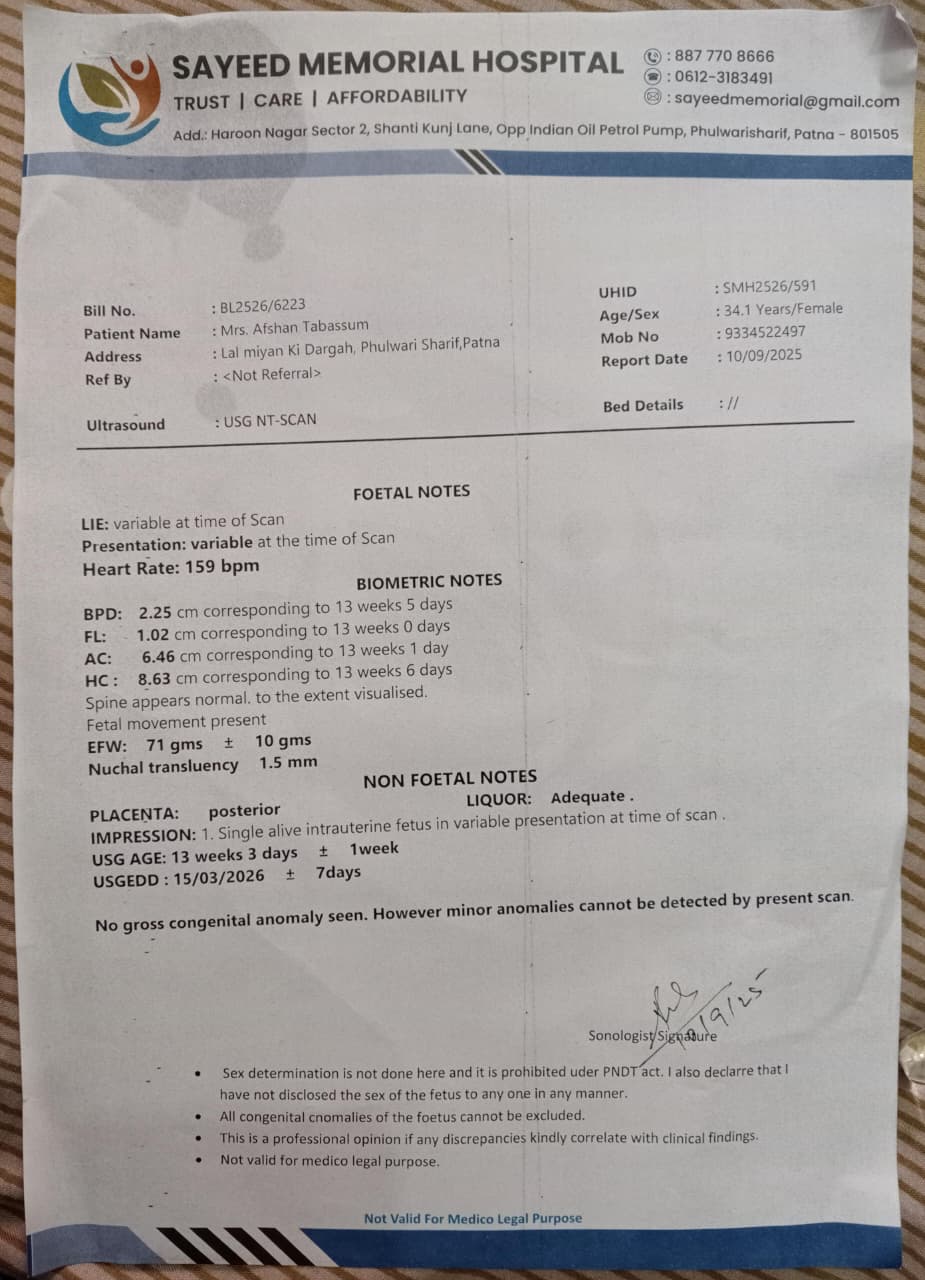 SAYEED MEMORIAL HOSPITAL
TRUST | CARE | AFFORDABILITY
: 887 770 8666
: 0612-3183491
: sayeedmemorial@gmail.com
Add.: Haroon Nagar Sector 2, Shanti Kunj Lane, Opp Indian Oil Petrol Pump, Phulwarisharif, Patna - 801505
Bill No. : BL2526/6223
Patient Name : Mrs. Afshan Tabassum
Address : Lal miyan Ki Dargah, Phulwari Sharif,Patna
Ref By : <Not Referral>
Ultrasound : USG NT-SCAN
UHID : SMH2526/591
Age/Sex : 34.1 Years/Female
Mob No : 9334522497
Report Date : 10/09/2025
Bed Details : //
FOETAL NOTES
LIE: variable at time of Scan
Presentation: variable at the time of Scan
Heart Rate: 159 bpm
BIOMETRIC NOTES
BPD: 2.25 cm corresponding to 13 weeks 5 days
FL: 1.02 cm corresponding to 13 weeks 0 days
AC: 6.46 cm corresponding to 13 weeks 1 day
HC : 8.63 cm corresponding to 13 weeks 6 days
Spine appears normal. to the extent visualised.
Fetal movement present
EFW: 71 gms ± 10 gms
Nuchal transluency 1.5 mm
NON FOETAL NOTES
PLACENTA: posterior LIQUOR: Adequate .
IMPRESSION: 1. Single alive intrauterine fetus in variable presentation at time of scan .
USG AGE: 13 weeks 3 days ± 1week
USGEDD : 15/03/2026 ± 7days
No gross congenital anomaly seen. However minor anomalies cannot be detected by present scan.
Sonologist Signature
• Sex determination is not done here and it is prohibited uder PNDT act. I also declarre that I
have not disclosed the sex of the fetus to any one in any manner.
• All congenital cnomalies of the foetus cannot be excluded.
• This is a professional opinion if any discrepancies kindly correlate with clinical findings.
• Not valid for medico legal purpose.
Not Valid For Medico Legal Purpose